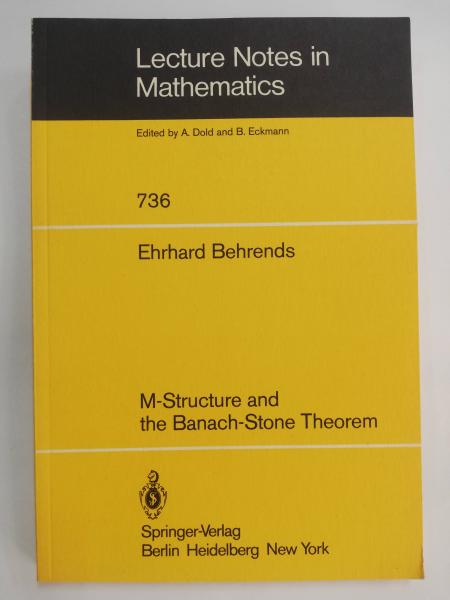 Lecture Notes in
Mathematics
Edited by A. Dold and B. Eckmann
736
Ehrhard Behrends
M-Structure and
the Banach-Stone Theorem
Springer-Verlag
Berlin Heidelberg New York